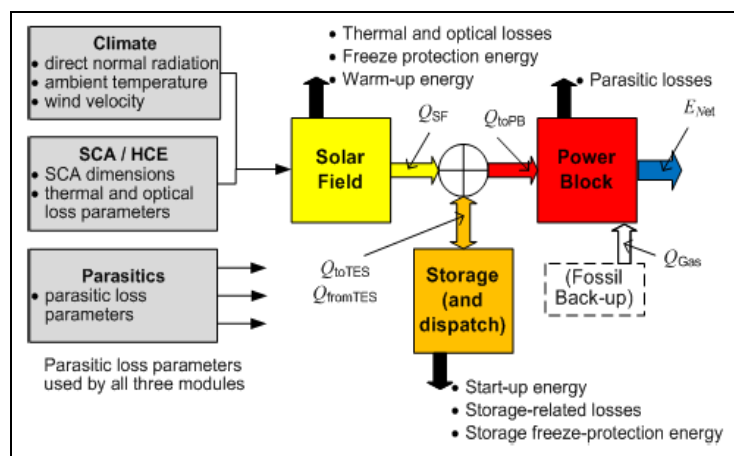 Climate
• direct normal radiation
• ambient temperature
• wind velocity
SCA / HCE
• SCA dimensions
• thermal and optical
loss parameters
Parasitics
• parasitic loss
parameters
Parasitic loss parameters
used by all three modules
• Thermal and optical losses
• Freeze protection energy
• Warm-up energy
Solar
Field
QSF
QtoPB
• Parasitic losses
Power
Block
ENet
QtoTES
QfromTES
Storage
(and
dispatch)
QGas
(Fossil
Back-up)
• Start-up energy
• Storage-related losses
• Storage freeze-protection energy